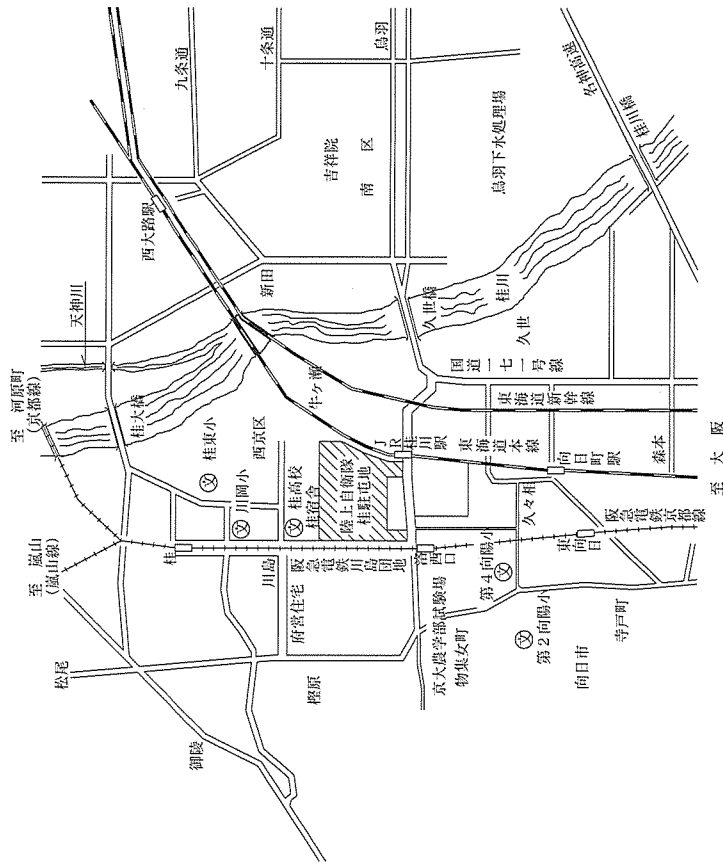 至　河原町
（京都線）
至　嵐山
（嵐山線）
松尾
御陵
天神川
桂大橋
西大路駅
九条通
十条通
鳥羽
吉祥院
南　区
鳥羽下水処理場
名神高速
桂川橋
新田
久世橋
桂川
久世
牛ヶ瀬
国道一七一号線
東海道新幹線
東海道本線
JR桂川駅
向日町駅
森本
至　大　阪
桂東小
西京区
文
川岡小
文
桂高校
桂宿舎
文
陸上自衛隊
桂駐屯地
桂
川島
阪急電鉄川島団地
府営住宅
樫原
洛西口
京大農学部試験場
物集女町
第4向陽小
文
第2向陽小
文
久々相
東向日
阪急電鉄京都線
向日市
寺戸町